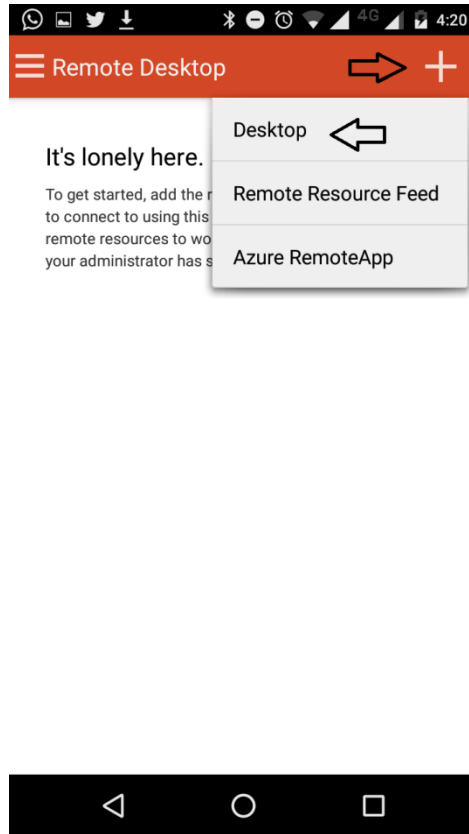 4G 4:20
Remote Desktop
Desktop
Remote Resource Feed
Azure RemoteApp
It's lonely here.
To get started, add the
to connect to using this
remote resources to
your administrator has